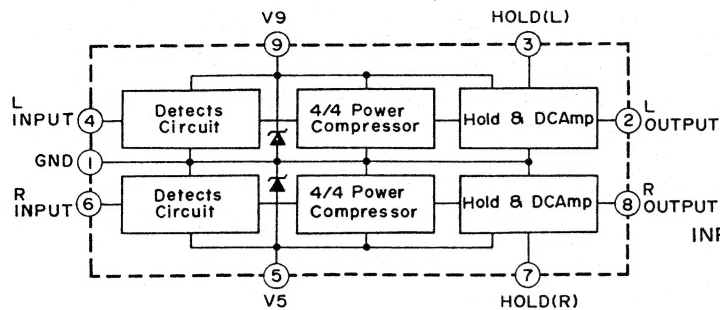 V9
HOLD(L)
9
3
L
INPUT
4
Detects
Circuit
4/4 Power
Compressor
Hold & DCAmp
2
L
OUTPUT
GND
1
R
INPUT
6
Detects
Circuit
4/4 Power
Compressor
Hold & DCAmp
8
R
OUTPUT
INP
5
7
V5
HOLD(R)